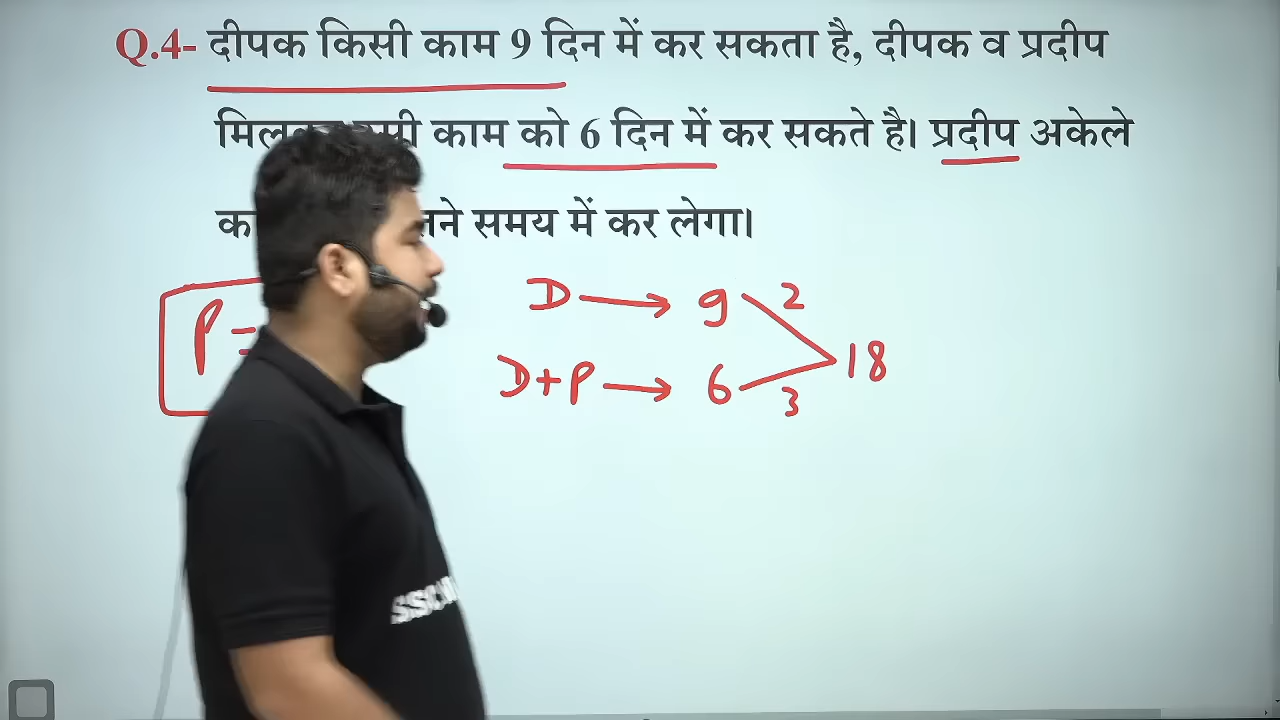 Q.4- दीपक किसी काम 9 दिन में कर सकता है, दीपक व प्रदीप
काम को 6 दिन में कर सकते है। प्रदीप अकेले
समय में कर लेगा।
P =
D → 9 2
18
D+P → 6 3